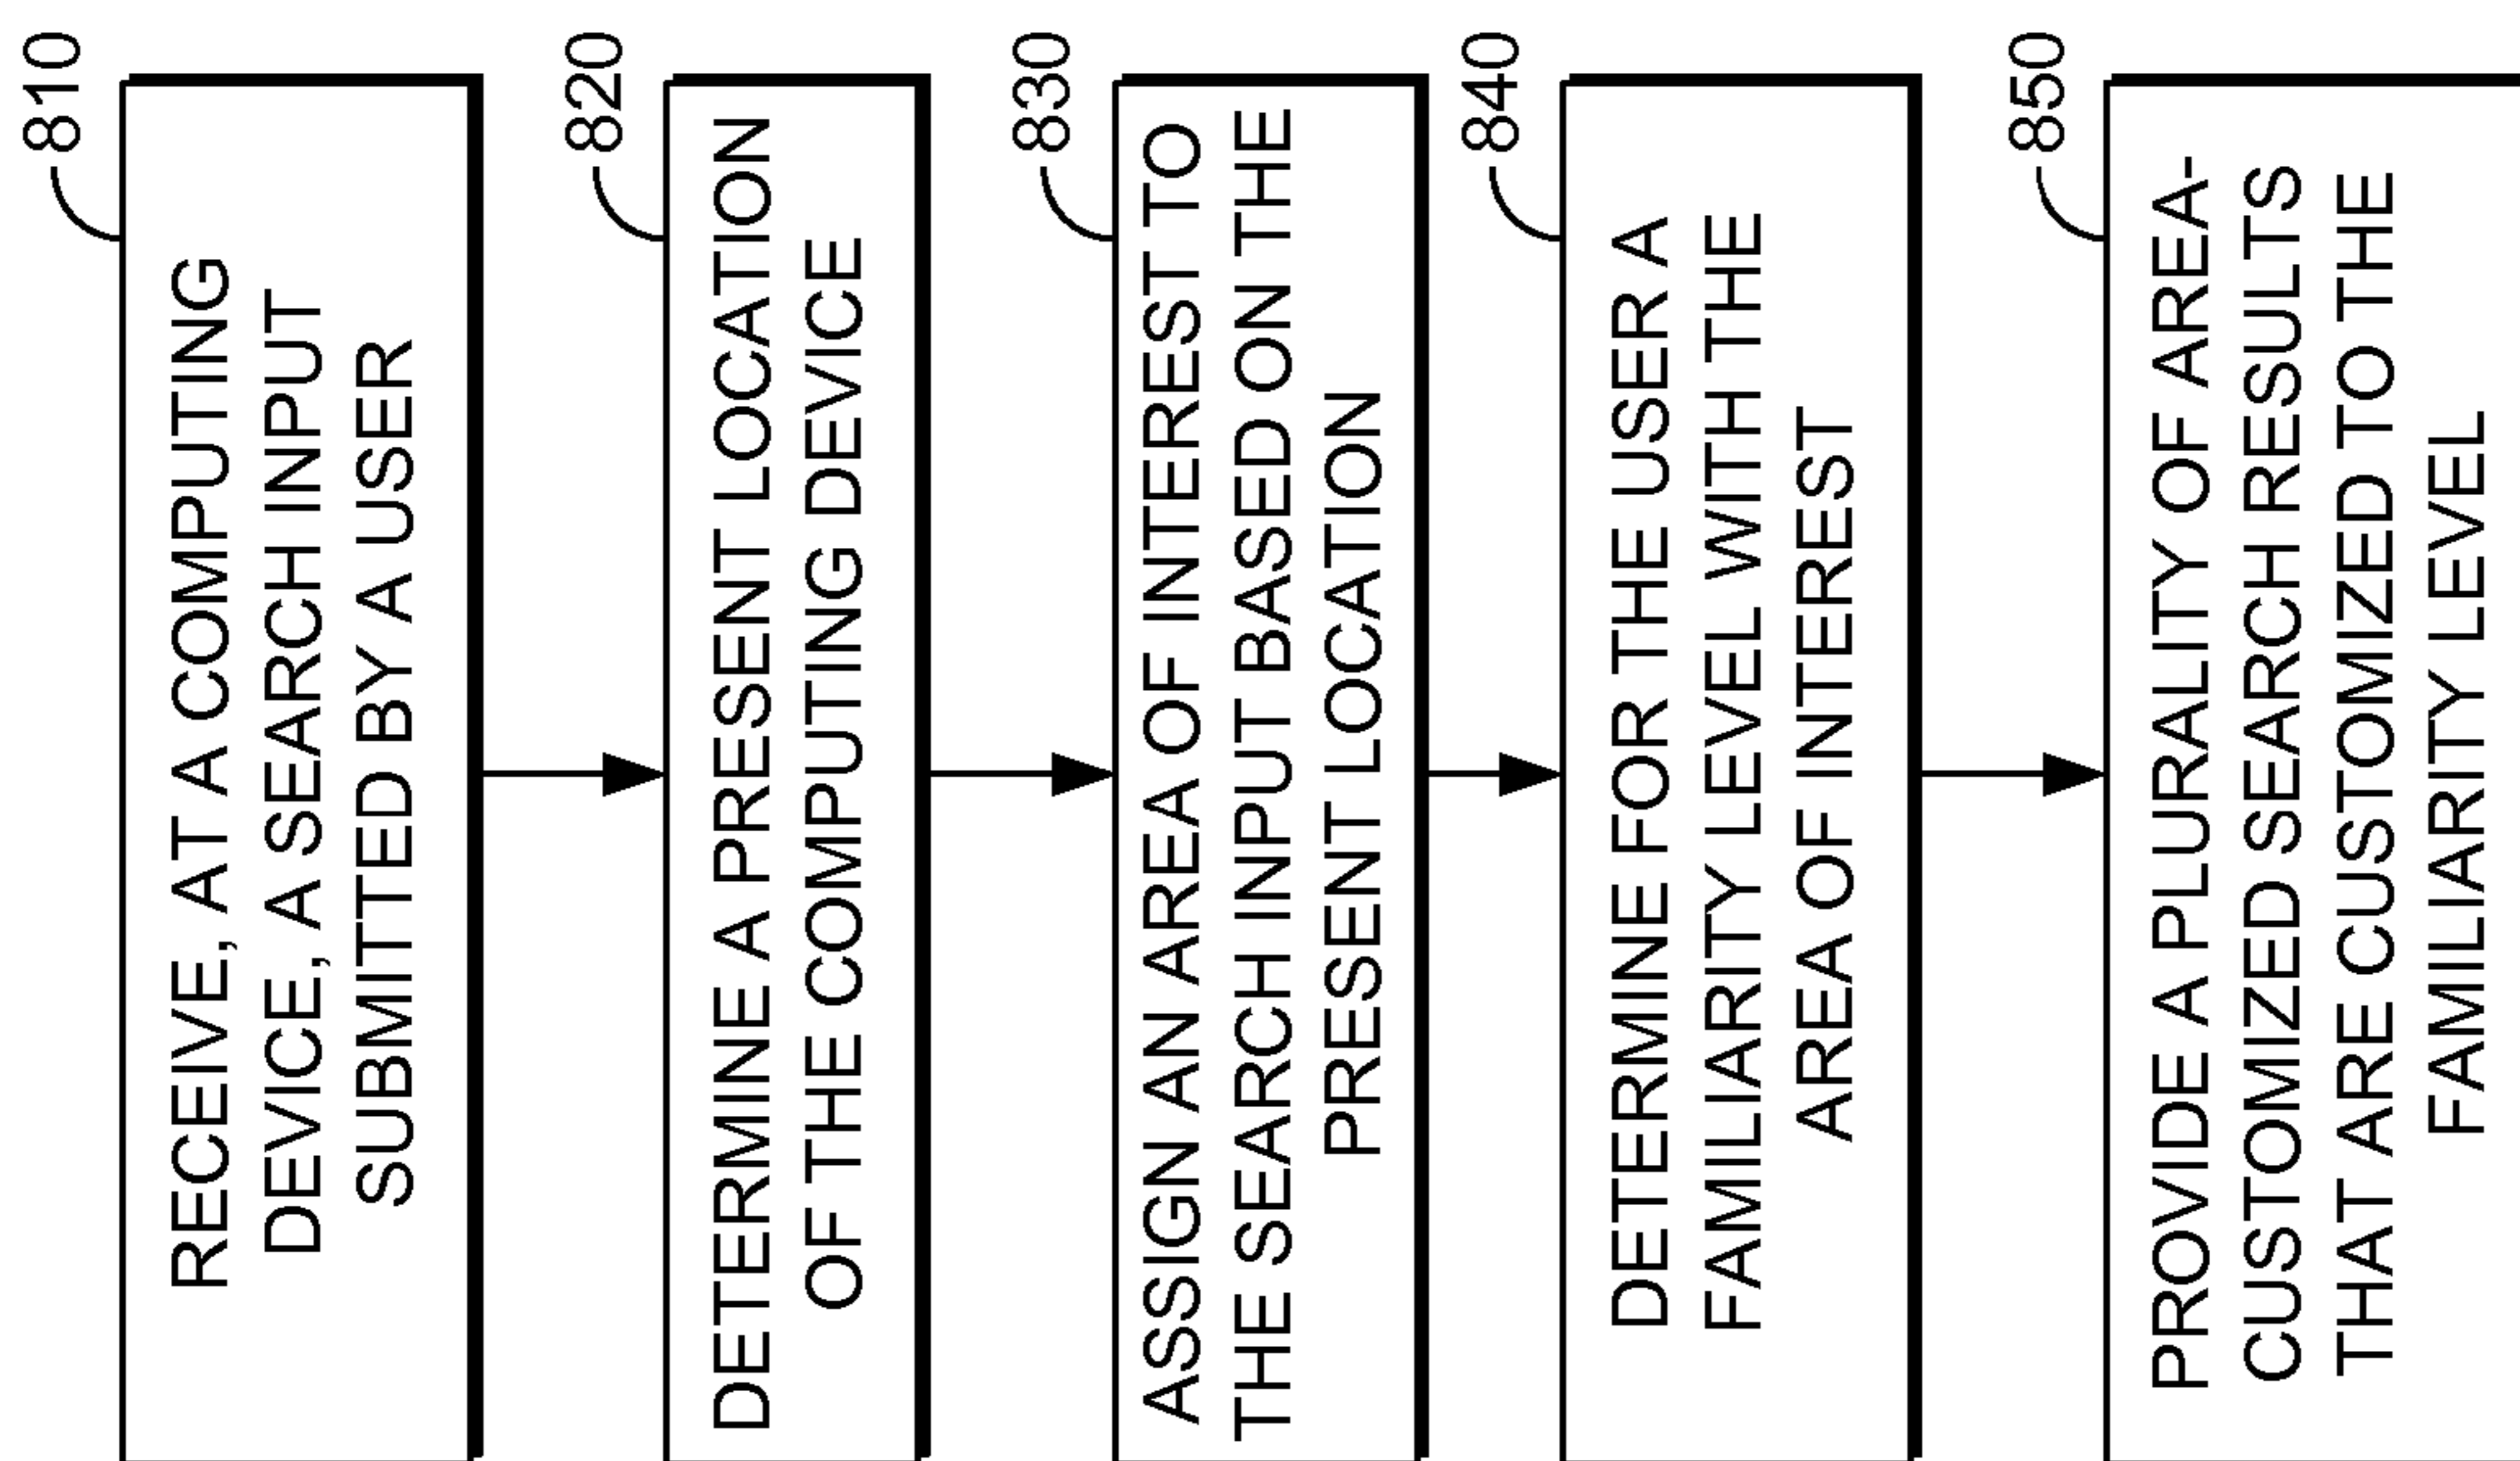 810
RECEIVE, AT A COMPUTING
DEVICE, A SEARCH INPUT
SUBMITTED BY A USER
820
DETERMINE A PRESENT LOCATION
OF THE COMPUTING DEVICE
830
ASSIGN AN AREA OF INTEREST TO
THE SEARCH INPUT BASED ON THE
PRESENT LOCATION
840
DETERMINE FOR THE USER A
FAMILIARITY LEVEL WITH THE
AREA OF INTEREST
850
PROVIDE A PLURALITY OF AREA-
CUSTOMIZED SEARCH RESULTS
THAT ARE CUSTOMIZED TO THE
FAMILIARITY LEVEL